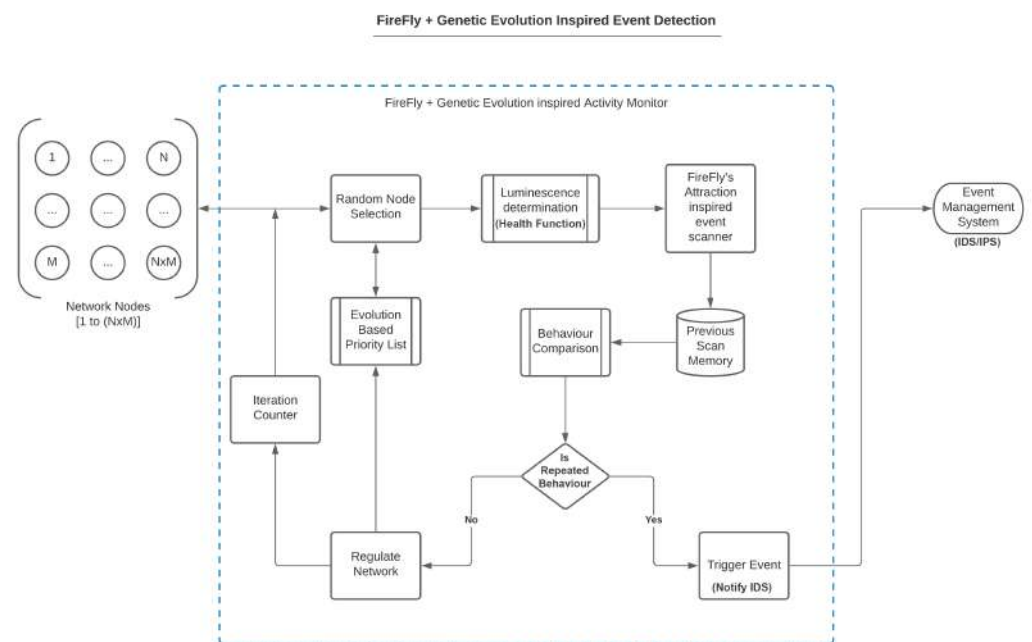 FireFly + Genetic Evolution Inspired Event Detection
FireFly + Genetic Evolution inspired Activity Monitor
1
...
N
...
...
...
M
...
NxM
Network Nodes
[1 to (NxM)]
Random Node
Selection
Luminescence
determination
(Health Function)
FireFly's
Attraction
inspired
event
scanner
Event
Management
System
(IDS/IPS)
Evolution
Based
Priority List
Behaviour
Comparison
Previous
Scan
Memory
Iteration
Counter
Is
Repeated
Behaviour
No
Yes
Regulate
Network
Trigger Event
(Notify IDS)